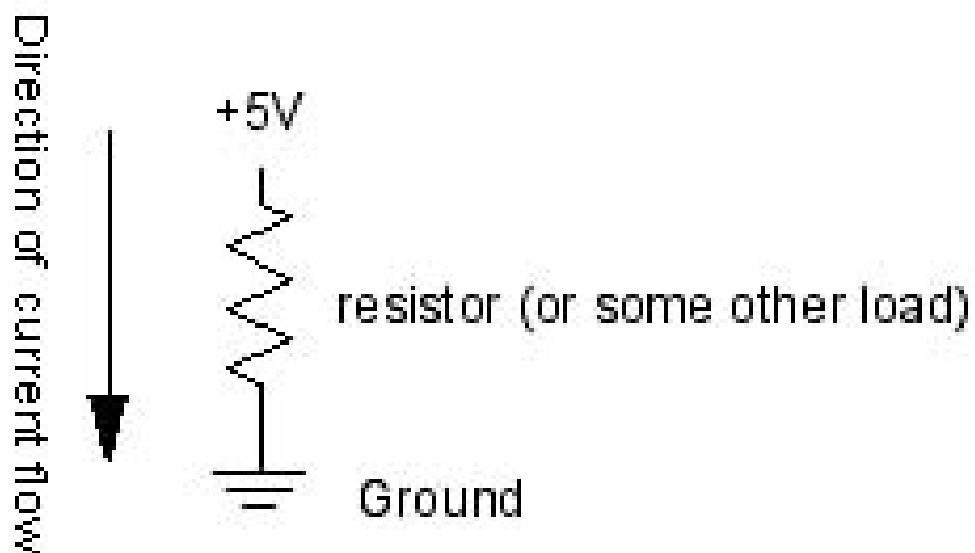 Direction of current flow
+5V
resistor (or some other load)
Ground